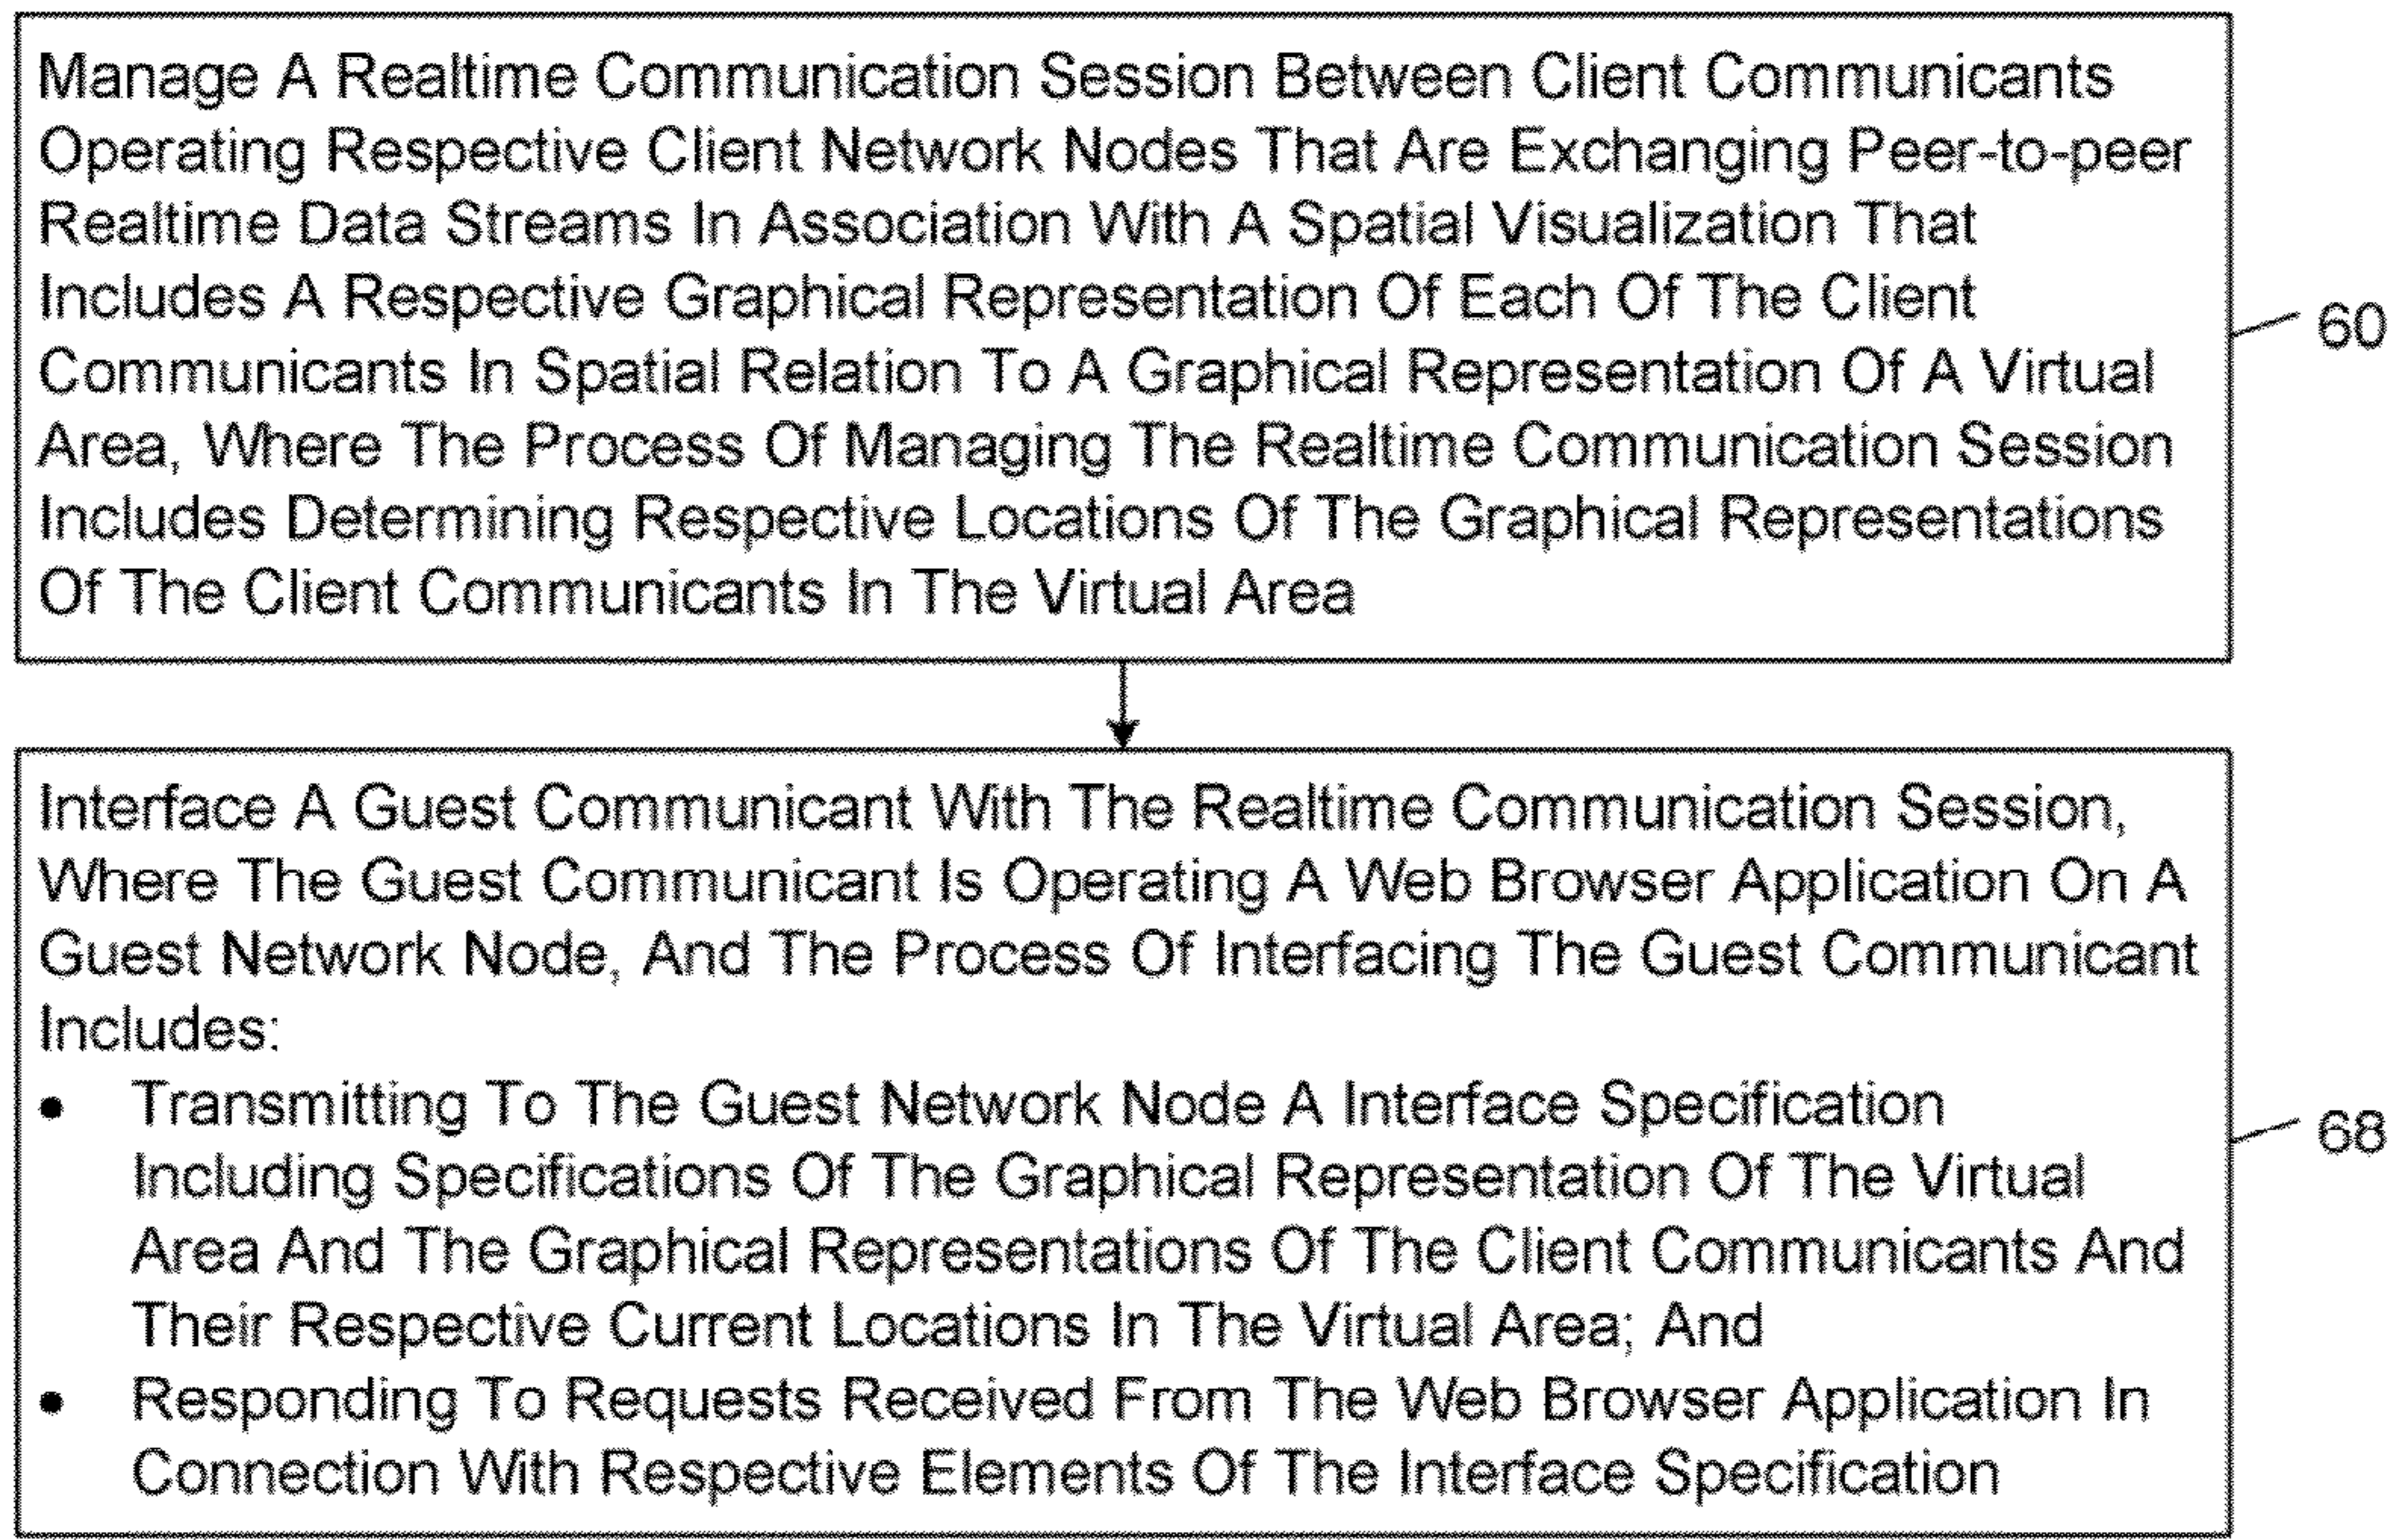 Manage A Realtime Communication Session Between Client Communicants
Operating Respective Client Network Nodes That Are Exchanging Peer-to-peer
Realtime Data Streams In Association With A Spatial Visualization That
Includes A Respective Graphical Representation Of Each Of The Client
Communicants In Spatial Relation To A Graphical Representation Of A Virtual
Area, Where The Process Of Managing The Realtime Communication Session
Includes Determining Respective Locations Of The Graphical Representations
Of The Client Communicants In The Virtual Area
60
Interface A Guest Communicant With The Realtime Communication Session,
Where The Guest Communicant Is Operating A Web Browser Application On A
Guest Network Node, And The Process Of Interfacing The Guest Communicant
Includes:
• Transmitting To The Guest Network Node A Interface Specification
Including Specifications Of The Graphical Representation Of The Virtual
Area And The Graphical Representations Of The Client Communicants And
Their Respective Current Locations In The Virtual Area; And
• Responding To Requests Received From The Web Browser Application In
Connection With Respective Elements Of The Interface Specification
68